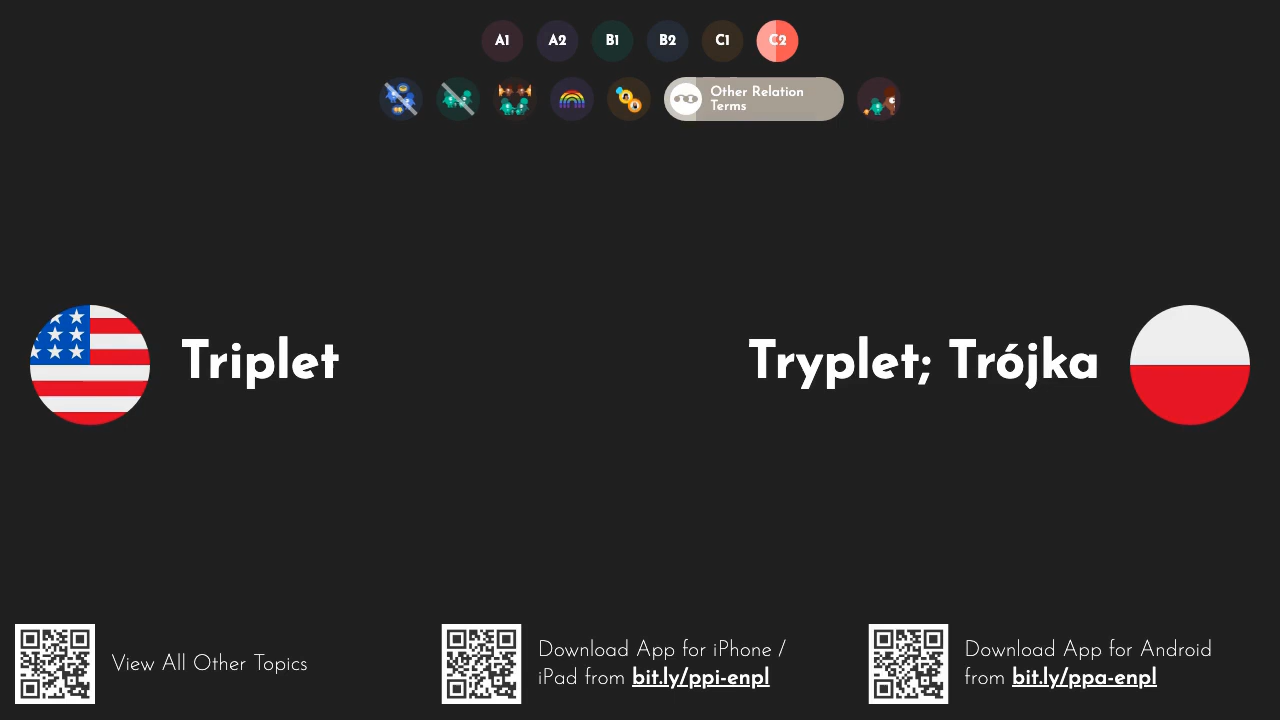 A1 A2 B1 B2 C1 C2
Other Relation
Terms
Triplet
Tryplet; Trójka
View All Other Topics
Download App for iPhone /
iPad from bit.ly/ppi-enpl
Download App for Android
from bit.ly/ppa-enpl